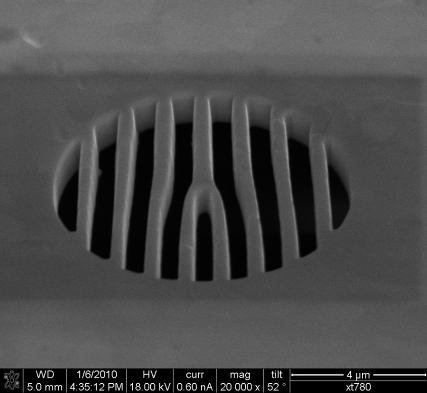 WD 1/6/2010 HV curr mag tilt 4 µm
5.0 mm 4:35:12 PM 18.00 kV 0.60 nA 20 000 x 52 ° xt780